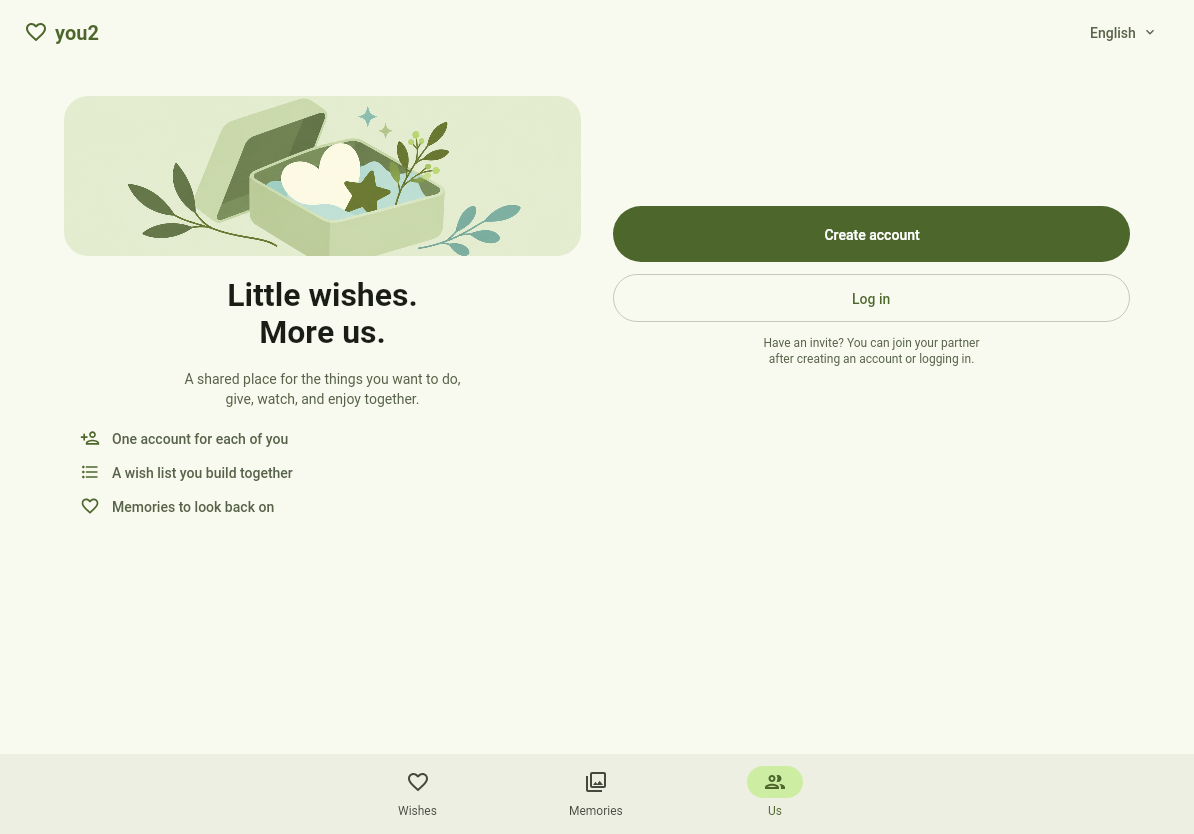 you2
English
Little wishes.
More us.
A shared place for the things you want to do,
give, watch, and enjoy together.
One account for each of you
A wish list you build together
Memories to look back on
Create account
Log in
Have an invite? You can join your partner
after creating an account or logging in.
Wishes
Memories
Us